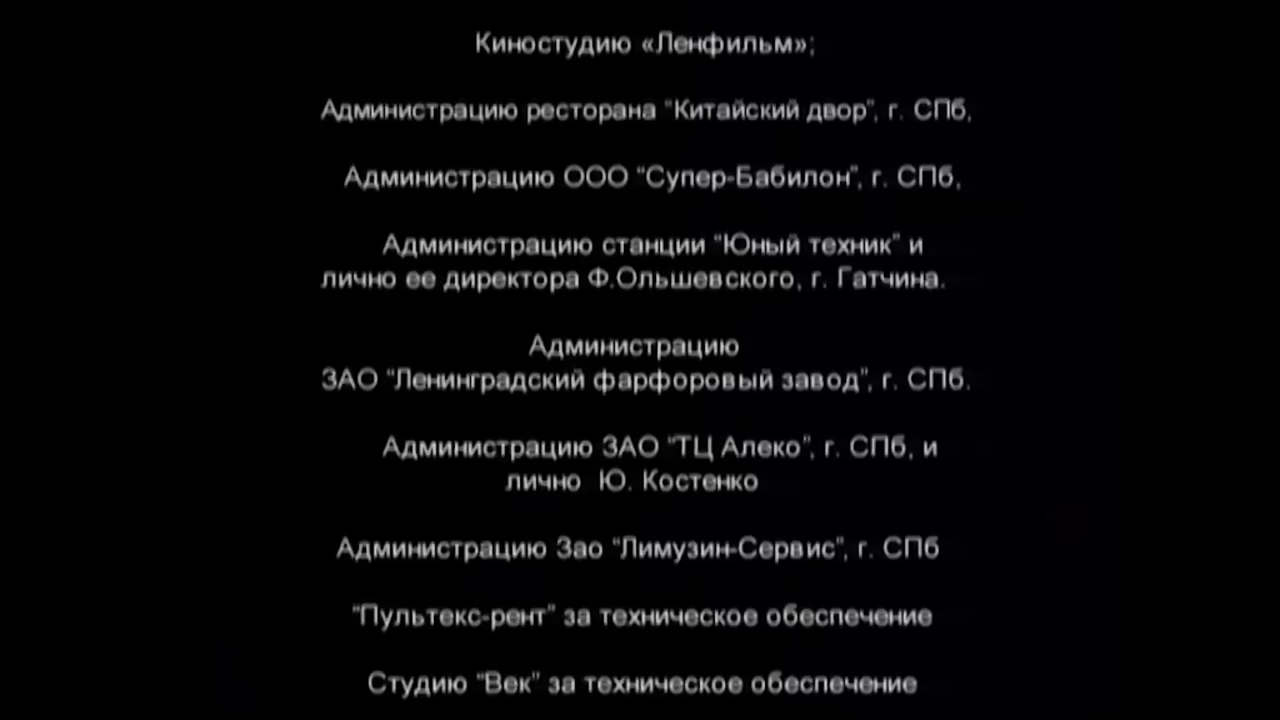 Киностудию «Ленфильм»;
Администрацию ресторана "Китайский двор", г. СПб,
Администрацию ООО "Супер-Бабилон", г. СПб,
Администрацию станции "Юный техник" и
лично ее директора Ф.Ольшевского, г. Гатчина.
Администрацию
ЗАО "Ленинградский фарфоровый завод", г. СПб.
Администрацию ЗАО "ТЦ Алеко", г. СПб, и
лично Ю. Костенко
Администрацию Зао "Лимузин-Сервис", г. СПб
"Пультекс-рент" за техническое обеспечение
Студию "Век" за техническое обеспечение